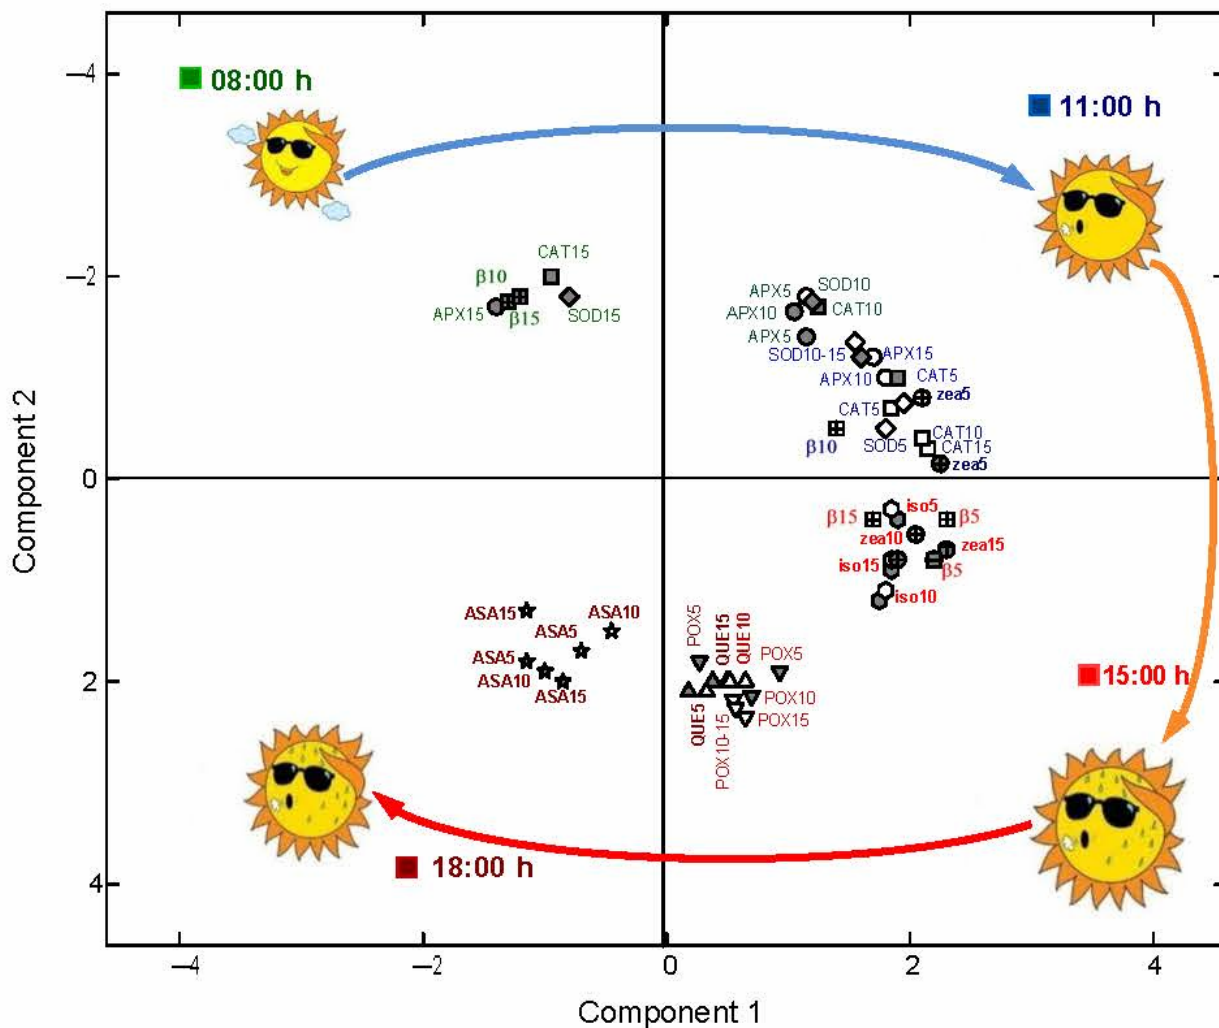 –4
08:00 h
11:00 h
CAT15
β10
APX15
β15
SOD15
–2
APX5
SOD10
APX10
CAT10
APX5
SOD10-15
APX15
APX10
CAT5
zea5
CAT5
β10
SOD5
CAT10
CAT15
zea5
0
Component 2
β15
iso5
β5
zea10
zea15
iso15
β5
iso10
ASA15
ASA10
ASA5
ASA5
ASA10
ASA15
POX5
QUE15
QUE10
POX5
2
POX10
POX15
QUE5
POX10-15
15:00 h
18:00 h
4
–4
–2
0
2
4
Component 1